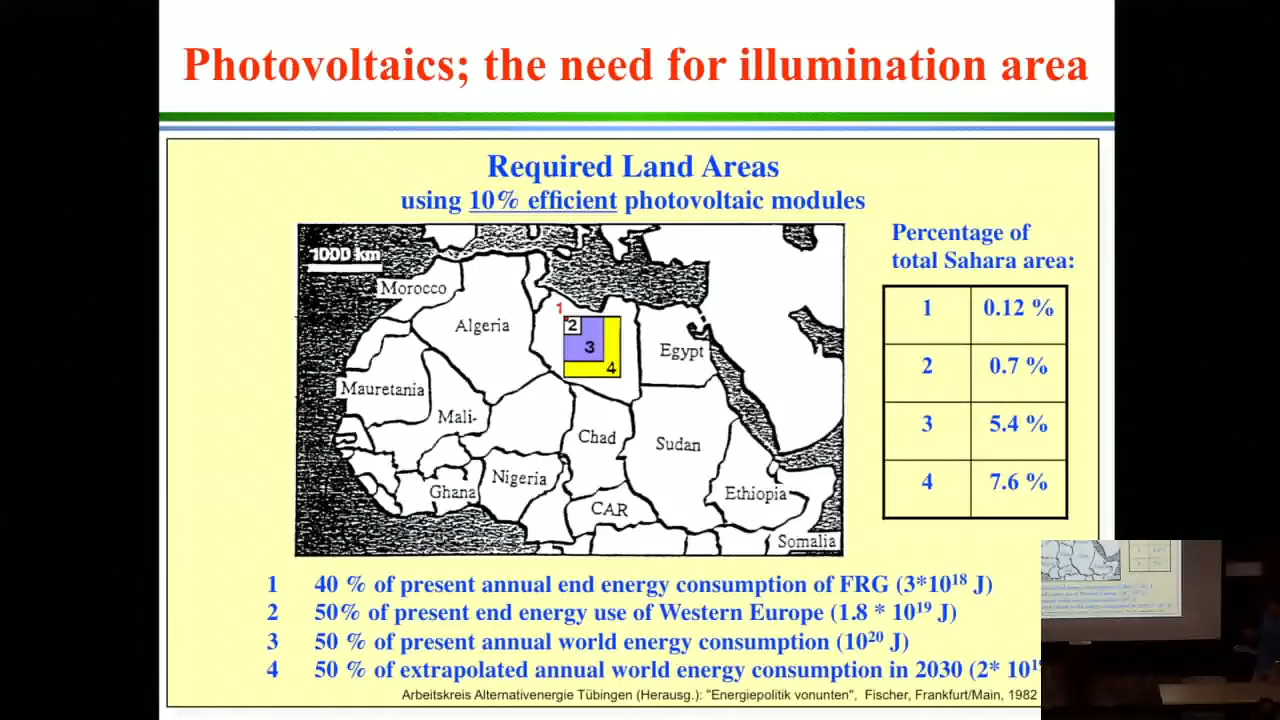 Photovoltaics; the need for illumination area
Required Land Areas
using 10% efficient photovoltaic modules
Percentage of
total Sahara area:
1000 km
Morocco
Algeria
Egypt
Mauretania
Mali-
Chad
Sudan
Nigeria
Ghana
CAR
Ethiopia
Somalia
1
2
3
4
1 0.12 %
2 0.7 %
3 5.4 %
4 7.6 %
1 40 % of present annual end energy consumption of FRG (3*10¹⁸ J)
2 50% of present end energy use of Western Europe (1.8 * 10¹⁹ J)
3 50 % of present annual world energy consumption (10²⁰ J)
4 50 % of extrapolated annual world energy consumption in 2030 (2*
Arbeitskreis Alternativenergie Tübingen (Herausg.): "Energiepolitik vonunten", Fischer, Frankfurt/Main, 1982